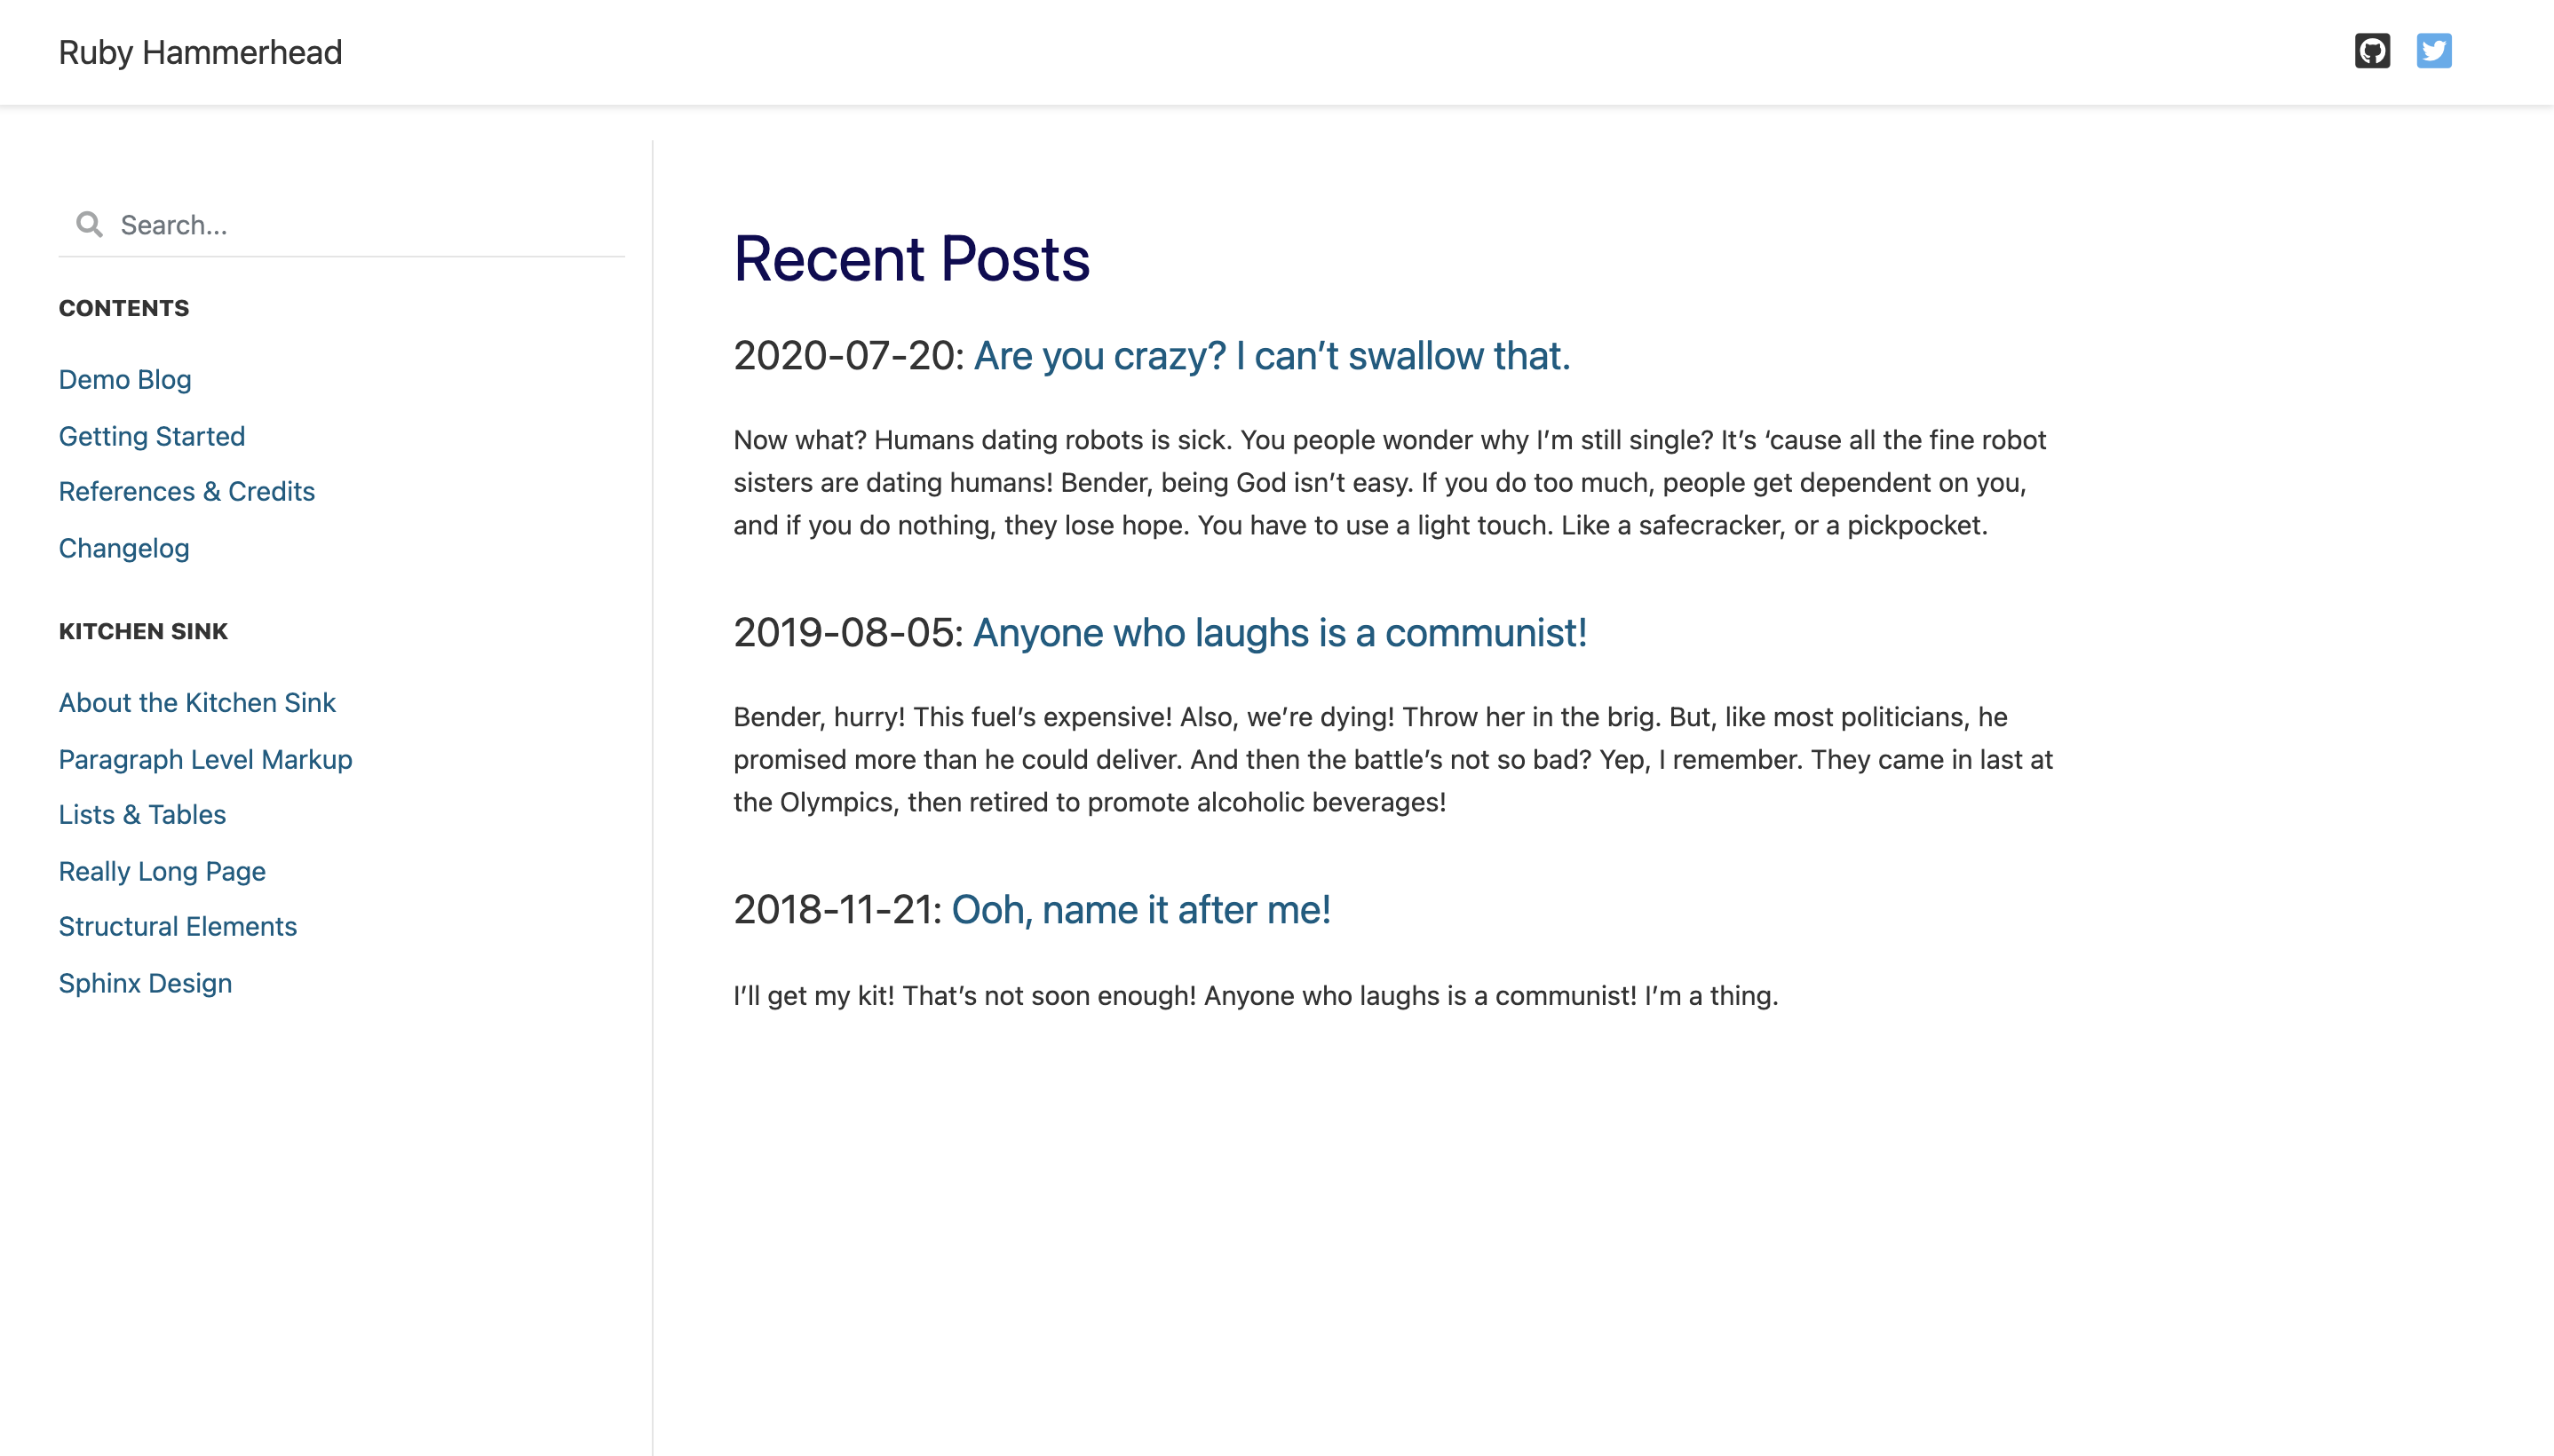 Ruby Hammerhead
Search...
CONTENTS
Demo Blog
Getting Started
References & Credits
Changelog
KITCHEN SINK
About the Kitchen Sink
Paragraph Level Markup
Lists & Tables
Really Long Page
Structural Elements
Sphinx Design
Recent Posts
2020-07-20: Are you crazy? I can’t swallow that.
Now what? Humans dating robots is sick. You people wonder why I’m still single? It’s ‘cause all the fine robot
sisters are dating humans! Bender, being God isn’t easy. If you do too much, people get dependent on you,
and if you do nothing, they lose hope. You have to use a light touch. Like a safecracker, or a pickpocket.
2019-08-05: Anyone who laughs is a communist!
Bender, hurry! This fuel’s expensive! Also, we’re dying! Throw her in the brig. But, like most politicians, he
promised more than he could deliver. And then the battle’s not so bad? Yep, I remember. They came in last at
the Olympics, then retired to promote alcoholic beverages!
2018-11-21: Ooh, name it after me!
I’ll get my kit! That’s not soon enough! Anyone who laughs is a communist! I’m a thing.